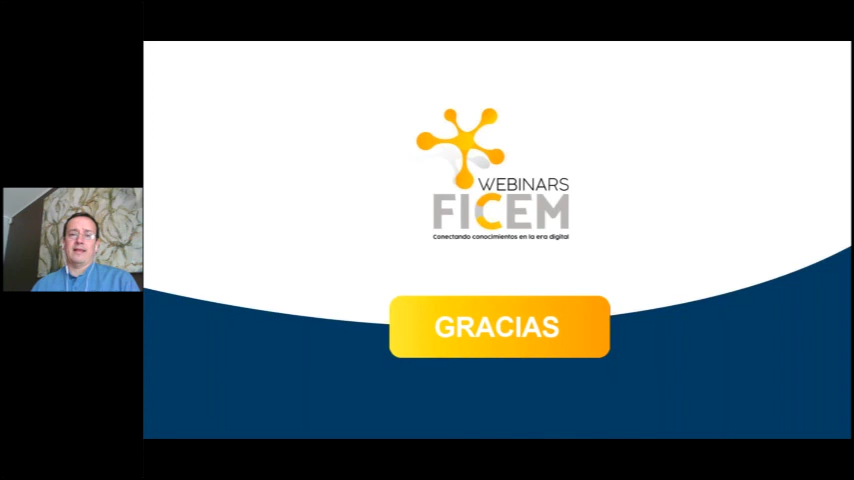 WEBINARS
FICEM
Conectando conocimientos en la era digital
GRACIAS